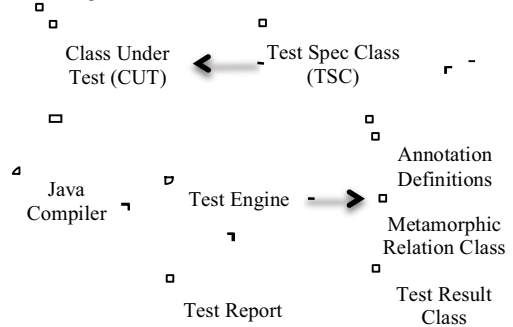 Class Under
Test (CUT)
Test Spec Class
(TSC)
Java
Compiler
Test Engine
Annotation
Definitions
Metamorphic
Relation Class
Test Report
Test Result
Class